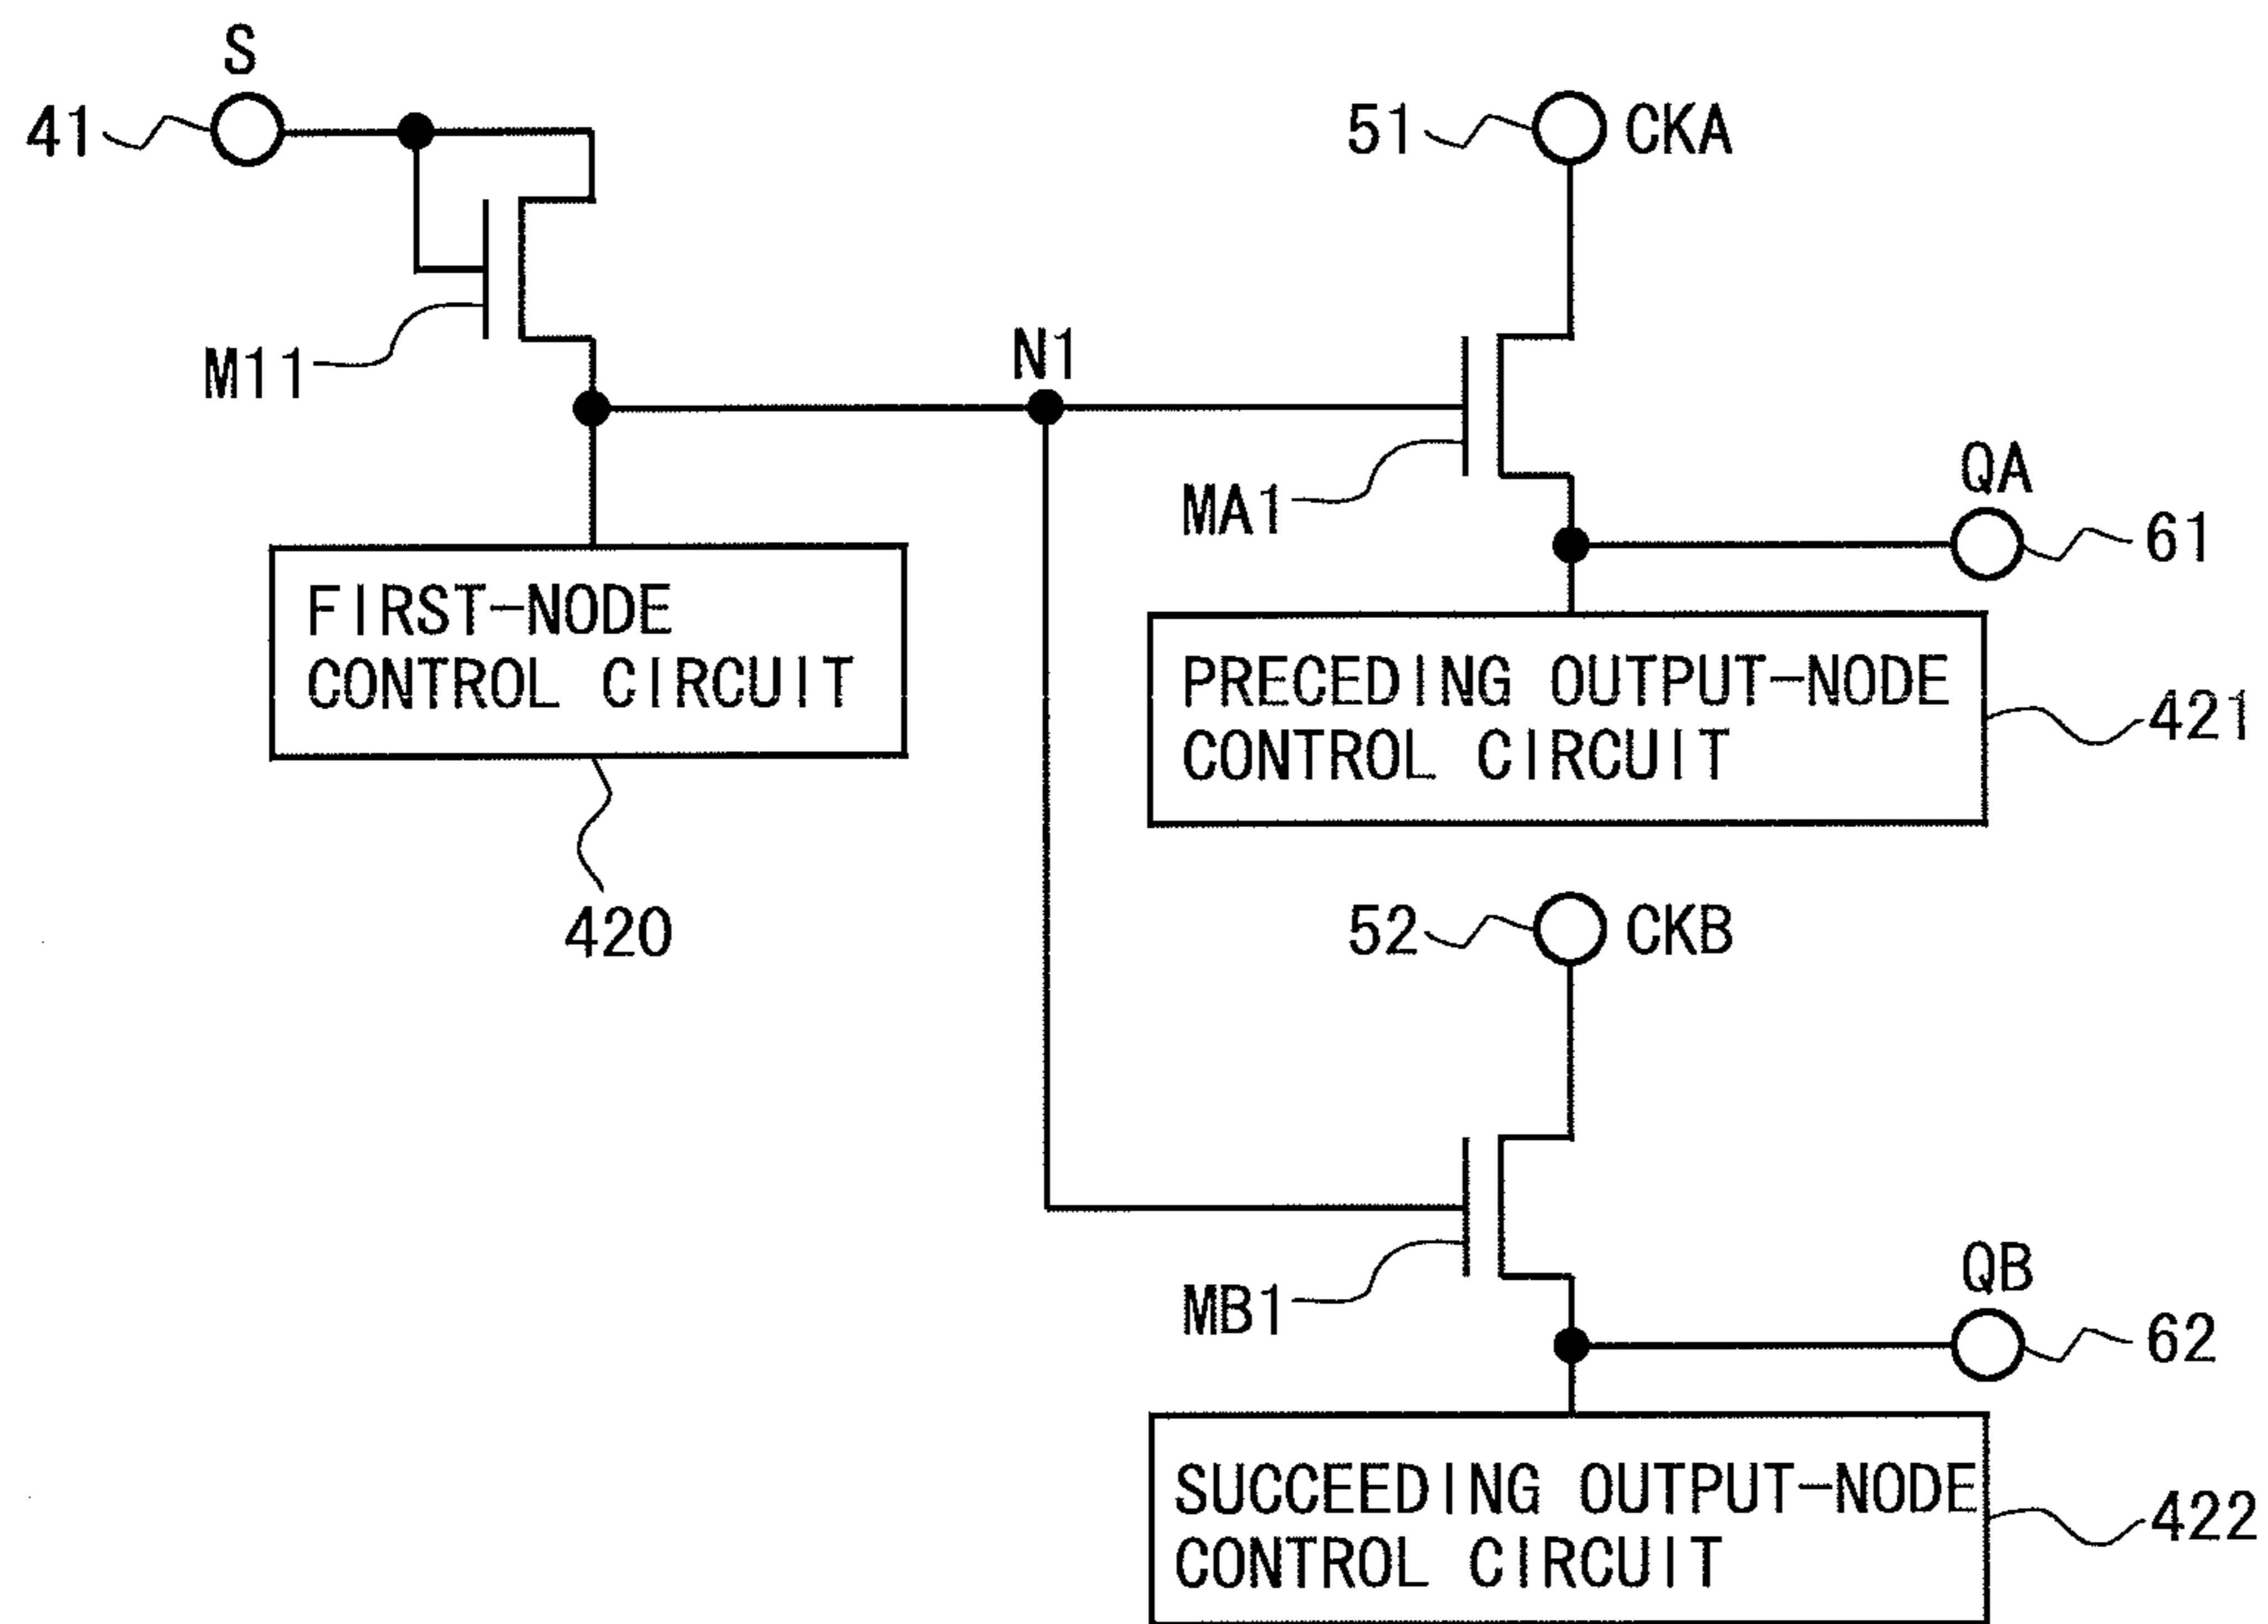 S
41
M11
N1
51
CKA
MA1
QA
61
FIRST-NODE
CONTROL CIRCUIT
420
PRECEDING OUTPUT-NODE
CONTROL CIRCUIT
421
52
CKB
MB1
QB
62
SUCCEEDING OUTPUT-NODE
CONTROL CIRCUIT
422